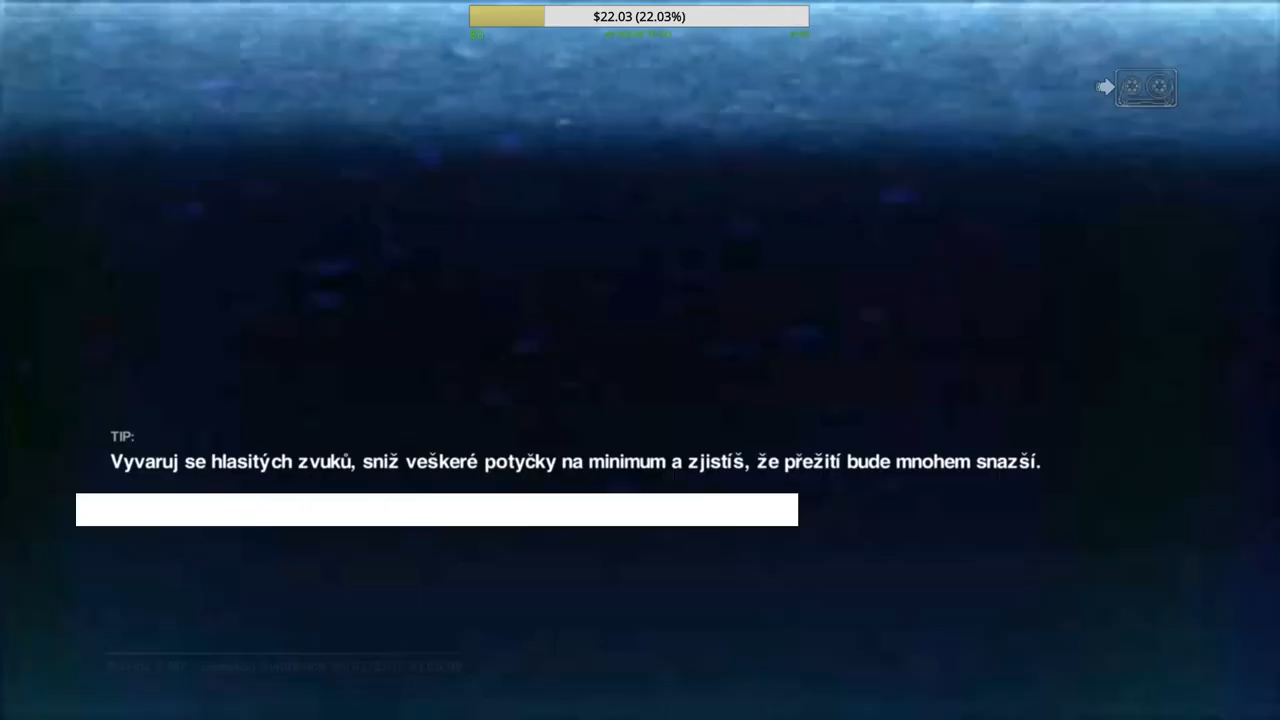 $22.03 (22.03%)
TIP:
Vyvaruj se hlasitých zvuků, sniž veškeré potyčky na minimum a zjistíš, že přežití bude mnohem snazší.